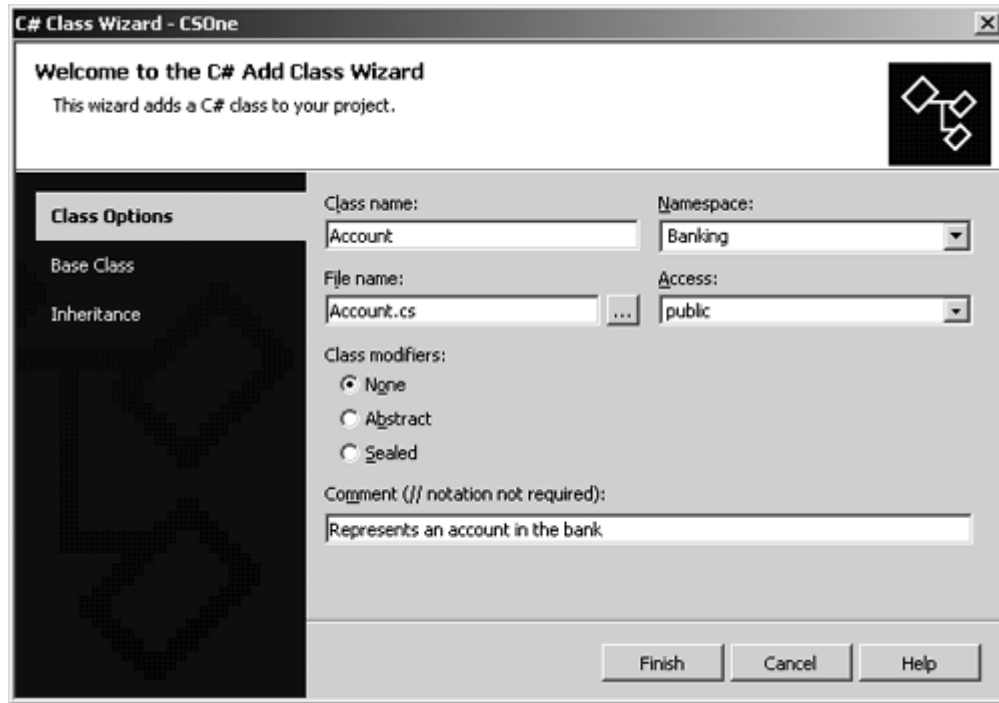 C# Class Wizard - CSOne
Welcome to the C# Add Class Wizard
This wizard adds a C# class to your project.
Class Options
Base Class
Inheritance
Class name:
Account
Namespace:
Banking
File name:
Account.cs
...
Access:
public
Class modifiers:
None
Abstract
Sealed
Comment (// notation not required):
Represents an account in the bank
Finish
Cancel
Help